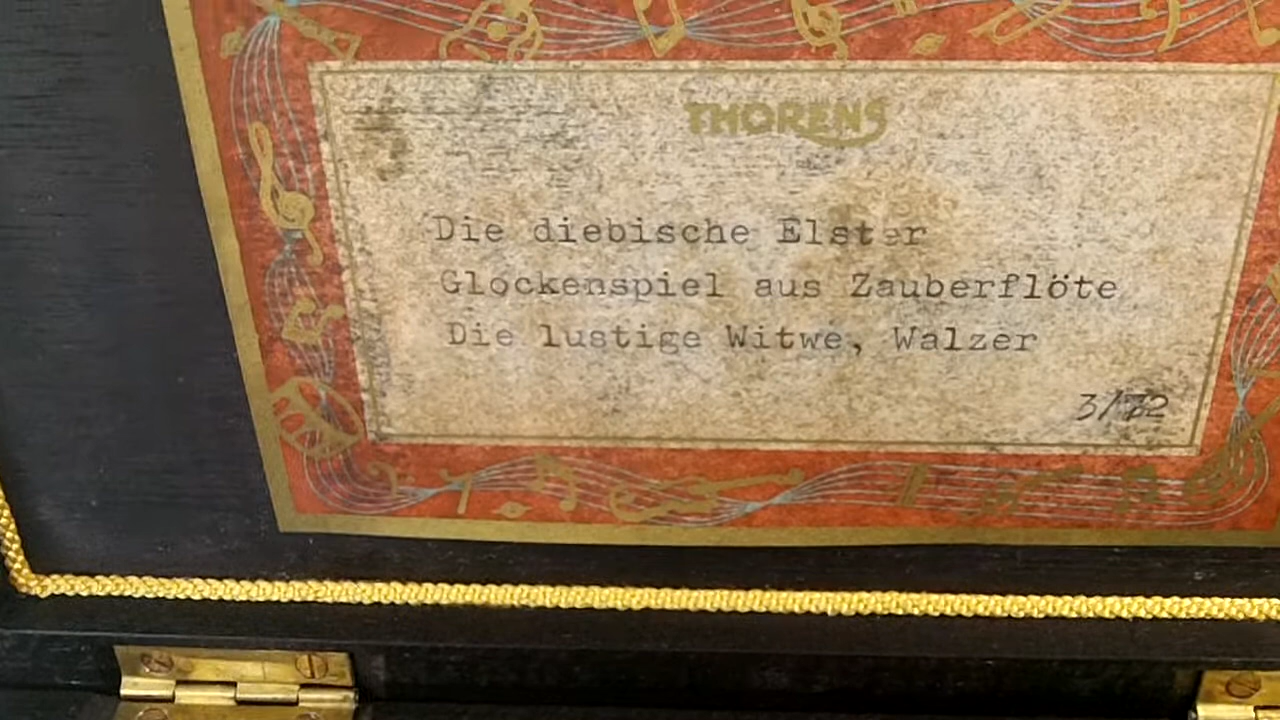 THORENS
Die diebische Elster
Glockenspiel aus Zauberflöte
Die lustige Witwe, Walzer
3/72